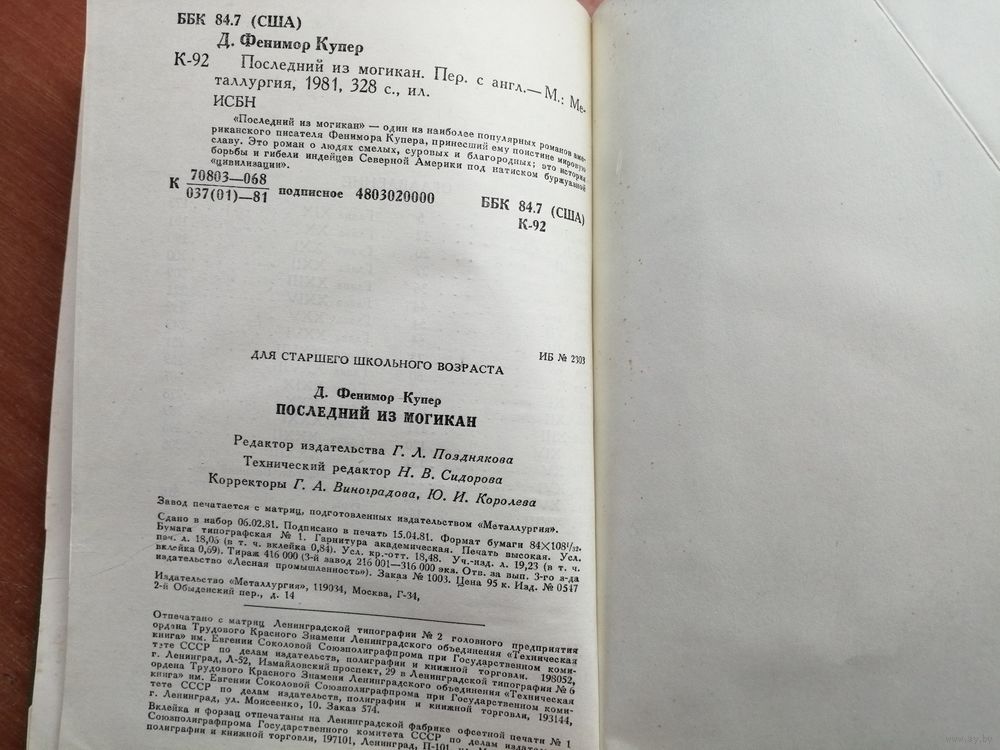 ББК 84.7 (США)
Д. Фенимор Купер
К-92 Последний из могикан. Пер. с англ.— М.: Ме-
таллургия, 1981, 328 с., ил.
ИСБН
«Последний из могикан» — один из наиболее популярных романов аме-
риканского писателя Фенимора Купера, принесший ему поистине мировую
славу. Это роман о людях смелых, суровых и благородных; это история
борьбы и гибели индейцев Северной Америки под натиском буржуазной
«цивилизации».
К 70803—068
037(01)—81 подписное 4803020000
ББК 84.7 (США)
К-92
ИБ № 2303
ДЛЯ СТАРШЕГО ШКОЛЬНОГО ВОЗРАСТА
Д. Фенимор Купер
ПОСЛЕДНИЙ ИЗ МОГИКАН
Редактор издательства Г. Л. Позднякова
Технический редактор Н. В. Сидорова
Корректоры Г. А. Виноградова, Ю. И. Королева
Завод печатается с матриц, подготовленных издательством «Металлургия».
Сдано в набор 06.02.81. Подписано в печать 15.04.81. Формат бумаги 84×108¹/₃₂.
Бумага типографская № 1. Гарнитура академическая. Печать высокая. Усл.
печ. л. 18,06 (в т. ч. вклейка 0,84). Усл. кр.-отт. 18,48. Уч.-изд. л. 19,23 (в т. ч.
вклейка 0,69). Тираж 416 000 (3-й завод 216 001—316 000 экз. Отв. за вып. 3-го з-да
издательство «Лесная промышленность»). Заказ № 1003. Цена 95 к. Изд. № 0547
Издательство «Металлургия», 119034, Москва, Г-34,
2-й Обыденский пер., д. 14
Отпечатано с матриц Ленинградской типографии № 2 головного предприятия
ордена Трудового Красного Знамени Ленинградского объединения «Техническая
книга» им. Евгении Соколовой Союзполиграфпрома при Государственном коми-
тете СССР по делам издательств, полиграфии и книжной торговли. 198052,
г. Ленинград, Л-52, Измайловский проспект, 29 в Ленинградской типографии № 6
ордена Трудового Красного Знамени Ленинградского объединения «Техническая
книга» им. Евгении Соколовой Союзполиграфпрома при Государственном коми-
тете СССР по делам издательств, полиграфии и книжной торговли, 193144,
г. Ленинград, ул. Моисеенко, 10. Заказ 574.
Вклейка и форзац отпечатаны на Ленинградской фабрике офсетной печати № 1
Союзполиграфпрома Государственного комитета СССР по делам издательств,
полиграфии и книжной торговли, 197101, Ленинград, П-101,
www.ay.by